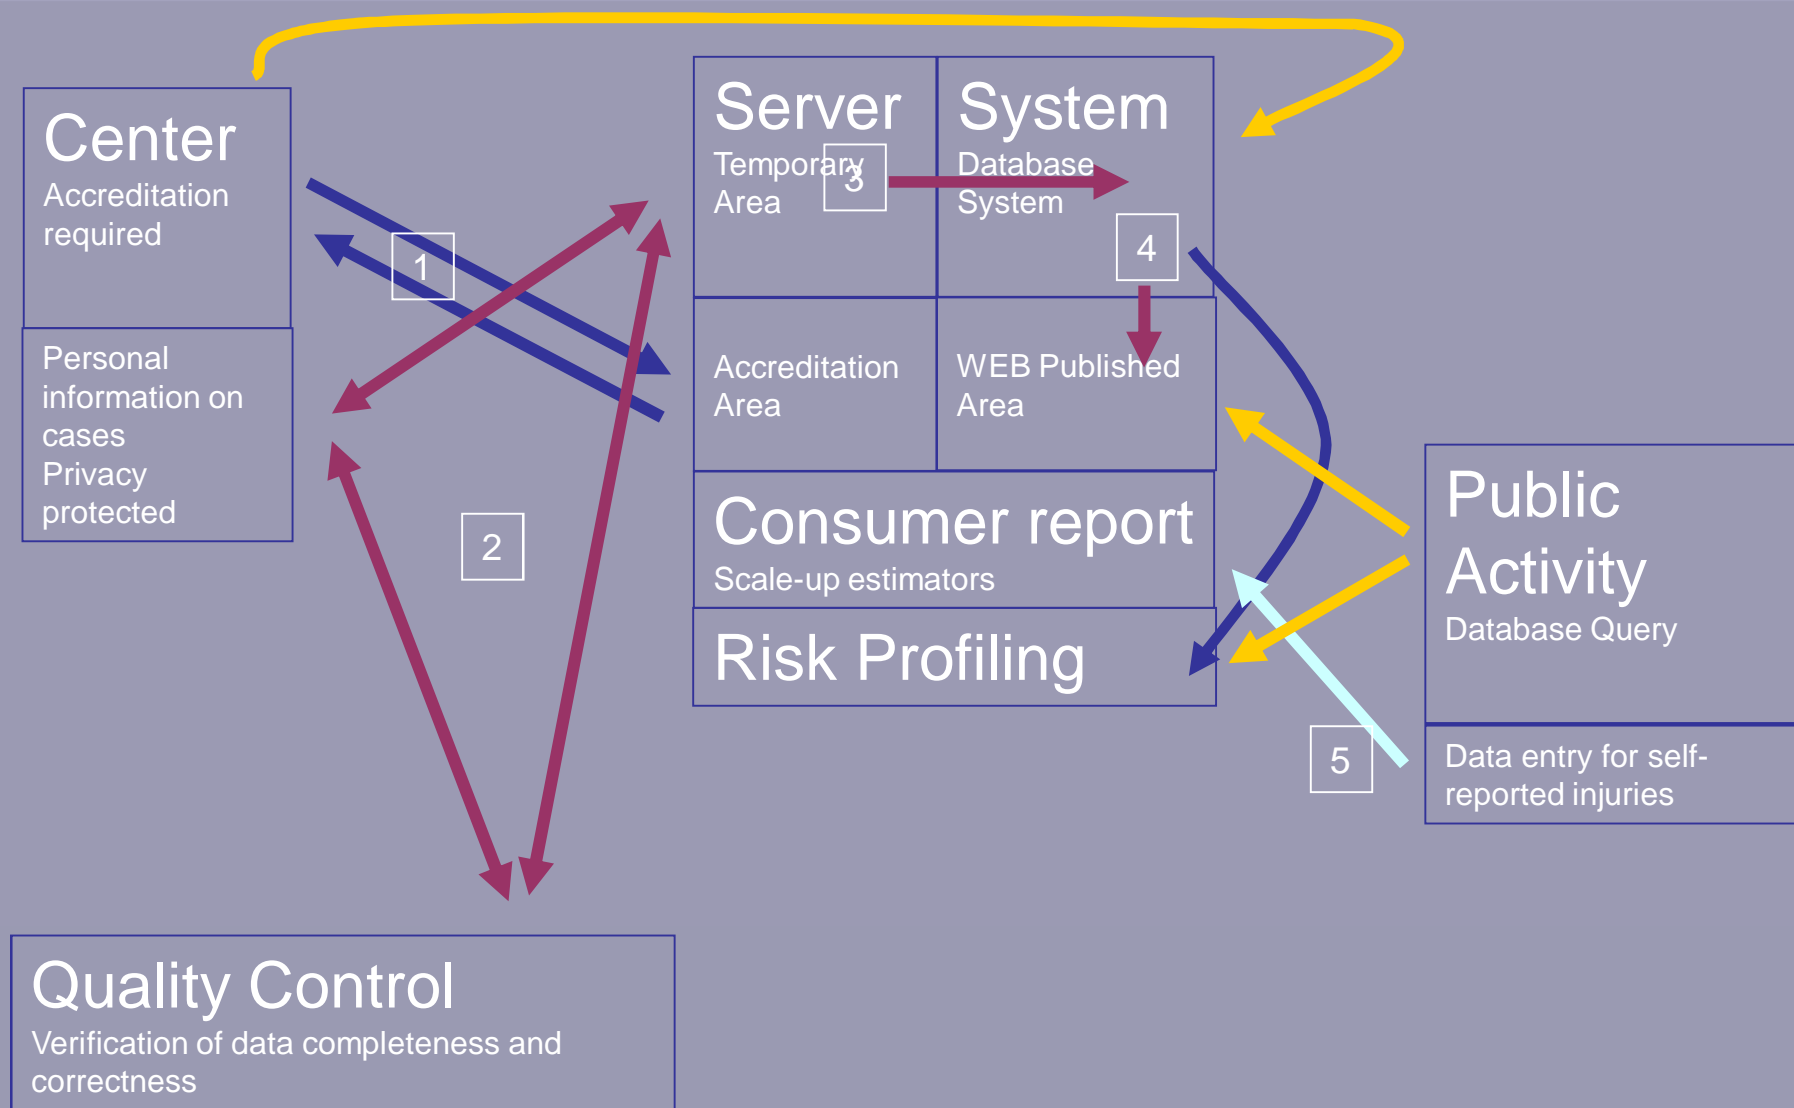 Center
Accreditation
required
Personal
information on
cases
Privacy
protected
1
2
Server
Temporary
Area
3
System
Database
System
4
Accreditation
Area
WEB Published
Area
Consumer report
Scale-up estimators
Risk Profiling
Public
Activity
Database Query
5
Data entry for self-
reported injuries
Quality Control
Verification of data completeness and
correctness